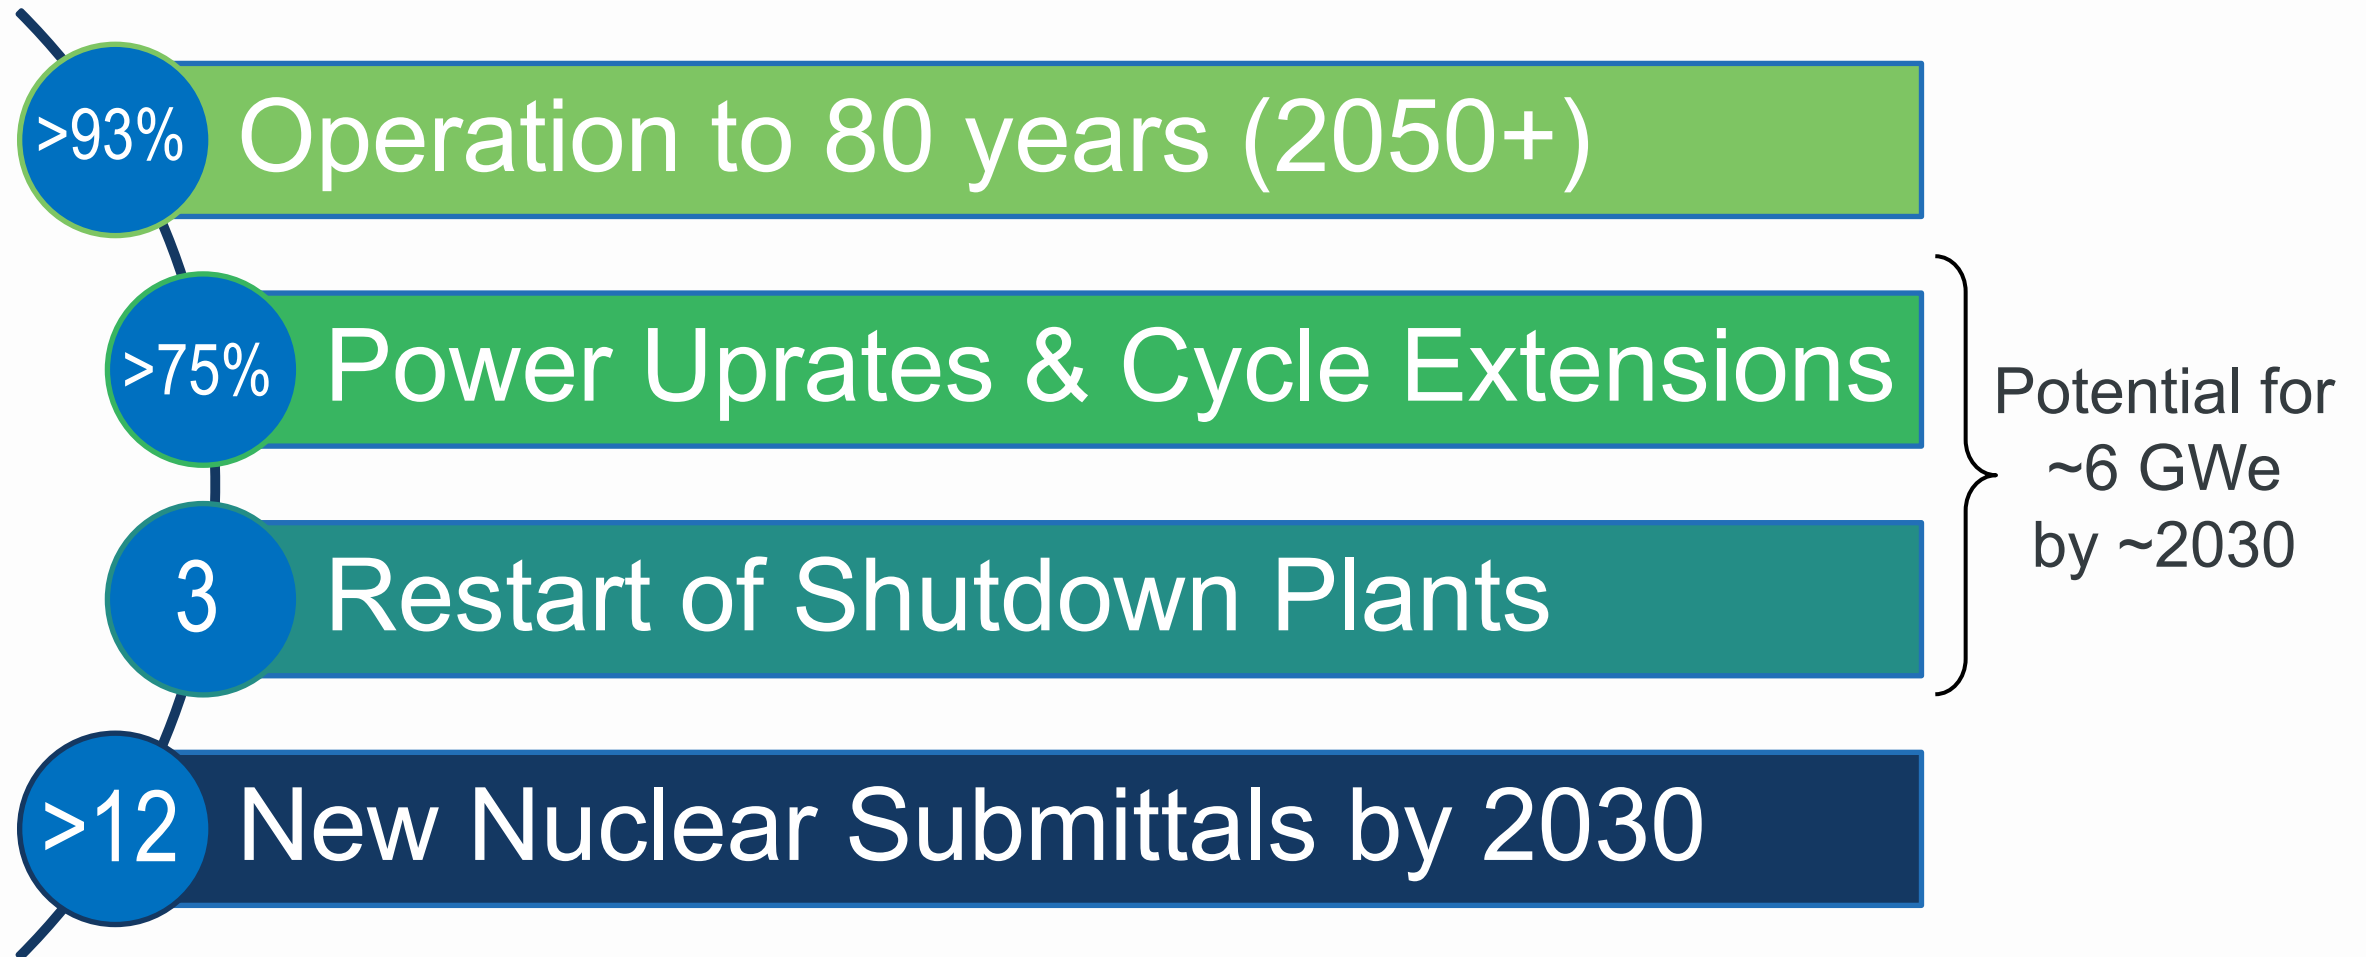 >93%
Operation to 80 years (2050+)
>75%
Power Uprates & Cycle Extensions
3
Restart of Shutdown Plants
>12
New Nuclear Submittals by 2030
Potential for
~6 GWe
by ~2030